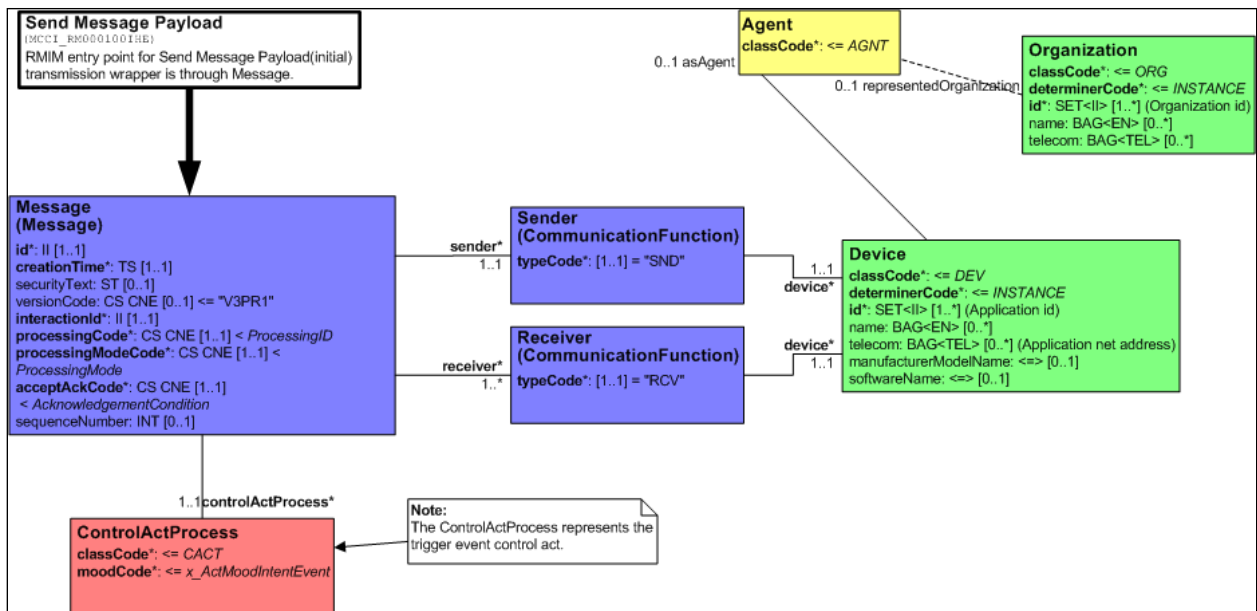 Send Message Payload
(MCCI_RM000100IHE)
RMIM entry point for Send Message Payload(initial)
transmission wrapper is through Message.
Agent
classCode*: <= AGNT
0..1 asAgent
0..1 representedOrganization
Organization
classCode*: <= ORG
determinerCode*: <= INSTANCE
id*: SET<II> [1..*] (Organization id)
name: BAG<EN> [0..*]
telecom: BAG<TEL> [0..*]
Message
(Message)
id*: II [1..1]
creationTime*: TS [1..1]
securityText: ST [0..1]
versionCode: CS CNE [0..1] <= "V3PR1"
interactionId*: II [1..1]
processingCode*: CS CNE [1..1] < ProcessingID
processingModeCode*: CS CNE [1..1] <
ProcessingMode
acceptAckCode*: CS CNE [1..1]
< AcknowledgementCondition
sequenceNumber: INT [0..1]
sender*
1..1
Sender
(CommunicationFunction)
typeCode*: [1..1] = "SND"
1..1
device*
receiver*
1..*
Receiver
(CommunicationFunction)
typeCode*: [1..1] = "RCV"
device*
1..1
Device
classCode*: <= DEV
determinerCode*: <= INSTANCE
id*: SET<II> [1..*] (Application id)
name: BAG<EN> [0..*]
telecom: BAG<TEL> [0..*] (Application net address)
manufacturerModelName: <=> [0..1]
softwareName: <=> [0..1]
1..1controlActProcess*
ControlActProcess
classCode*: <= CACT
moodCode*: <= x_ActMoodIntentEvent
Note:
The ControlActProcess represents the
trigger event control act.